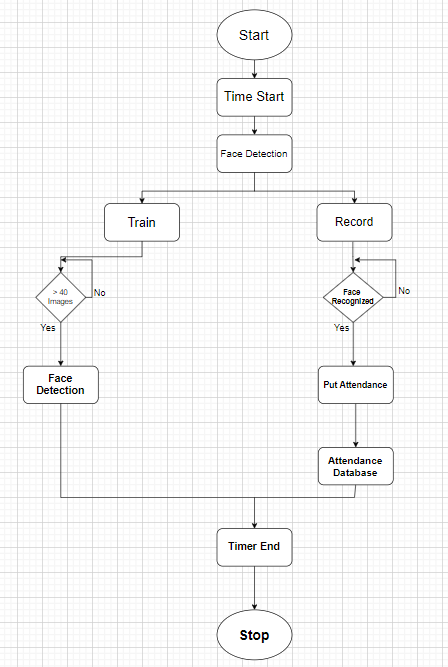 Start
Time Start
Face Detection
Train
Record
> 40
Images
No
Face
Recognized
No
Yes
Yes
Face
Detection
Put Attendance
Attendance
Database
Timer End
Stop